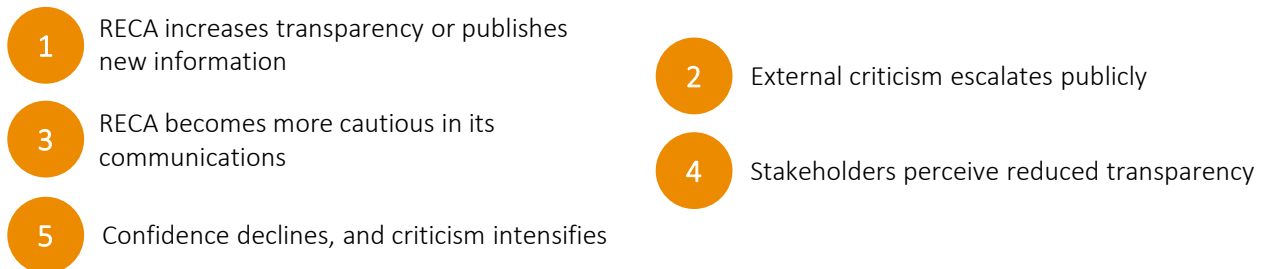 1
RECA increases transparency or publishes
new information
2
External criticism escalates publicly
3
RECA becomes more cautious in its
communications
4
Stakeholders perceive reduced transparency
5
Confidence declines, and criticism intensifies